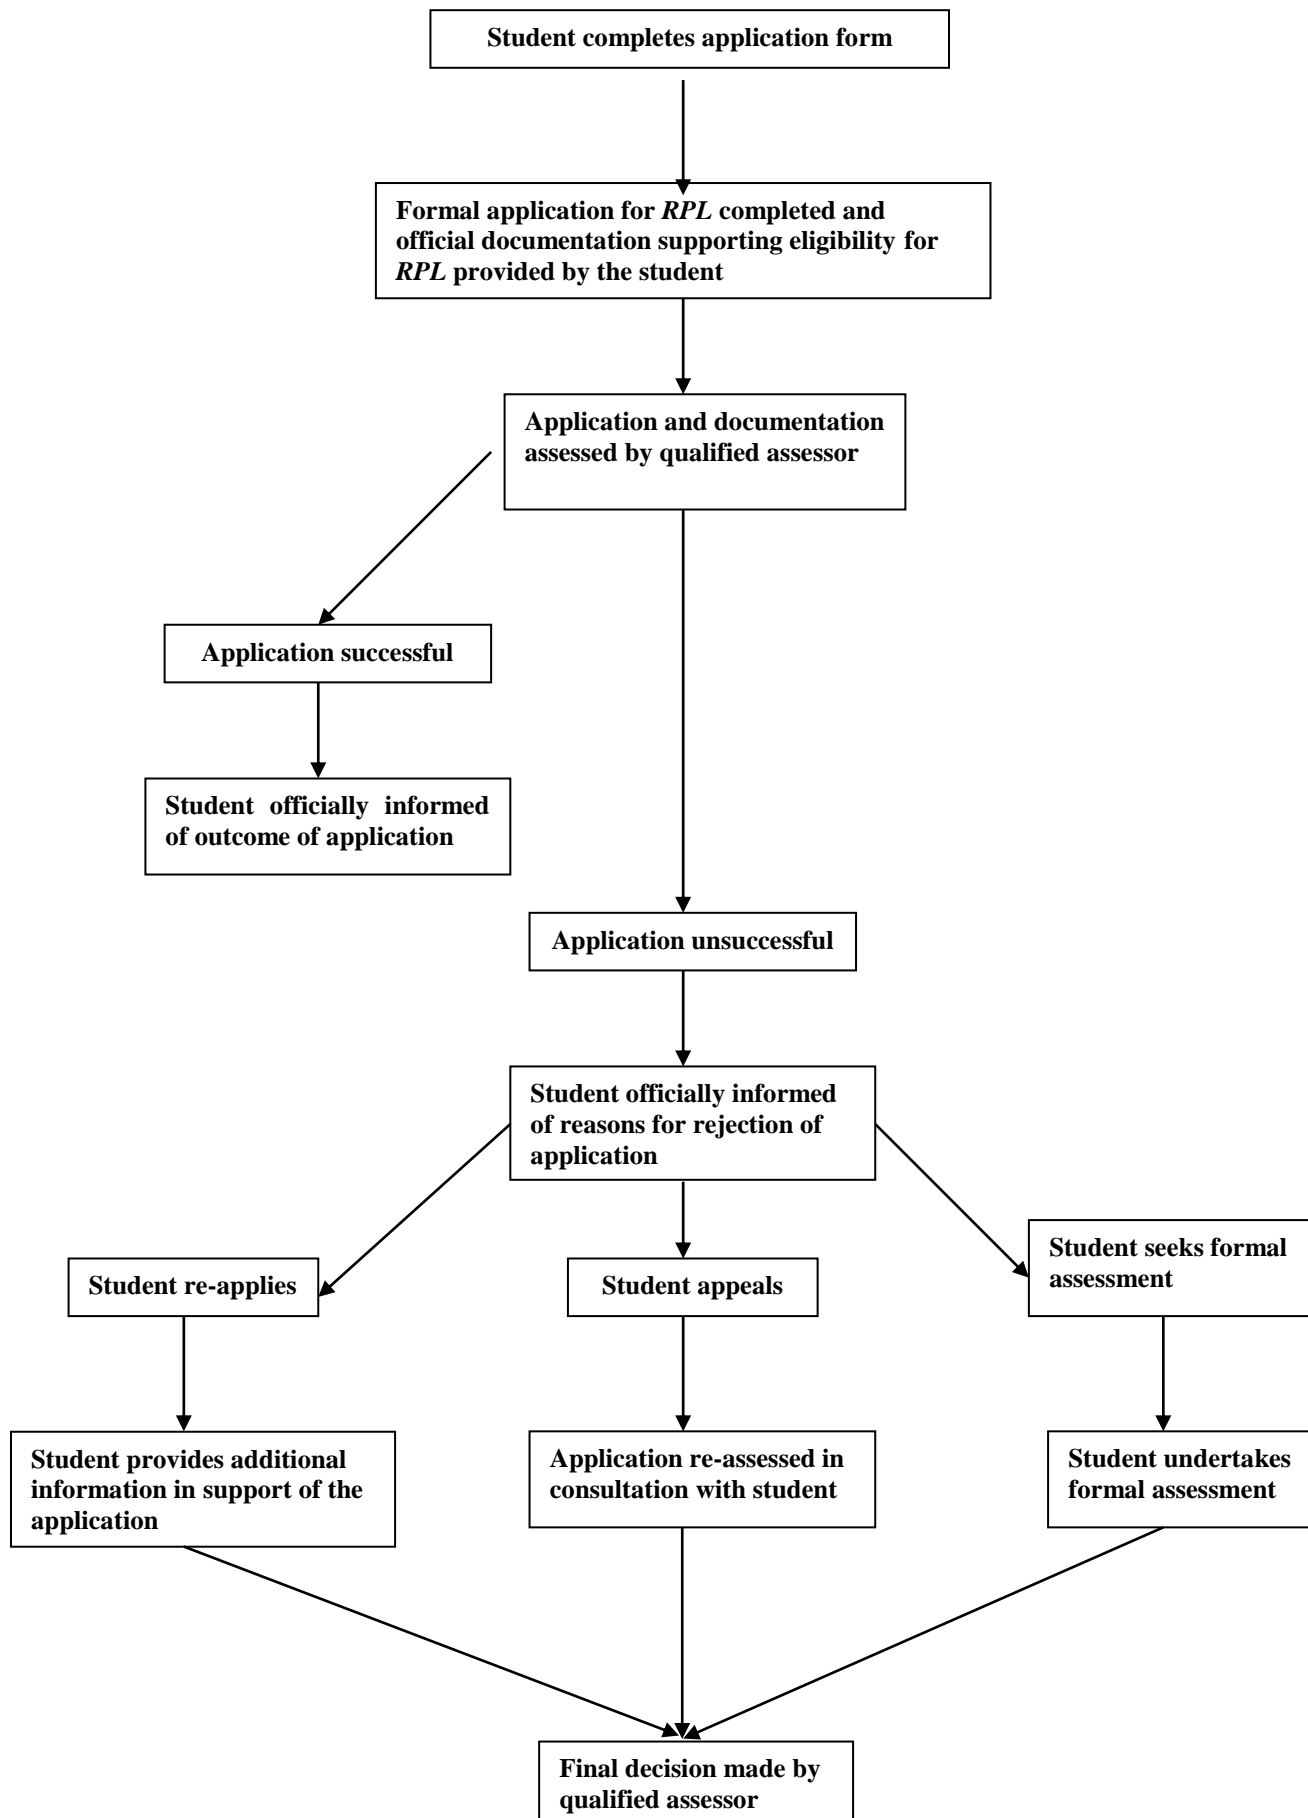 Student completes application form
Formal application for RPL completed and
official documentation supporting eligibility for
RPL provided by the student
Application and documentation
assessed by qualified assessor
Application successful
Student officially informed
of outcome of application
Application unsuccessful
Student officially informed
of reasons for rejection of
application
Student re-applies
Student appeals
Student seeks formal
assessment
Student provides additional
information in support of the
application
Application re-assessed in
consultation with student
Student undertakes
formal assessment
Final decision made by
qualified assessor